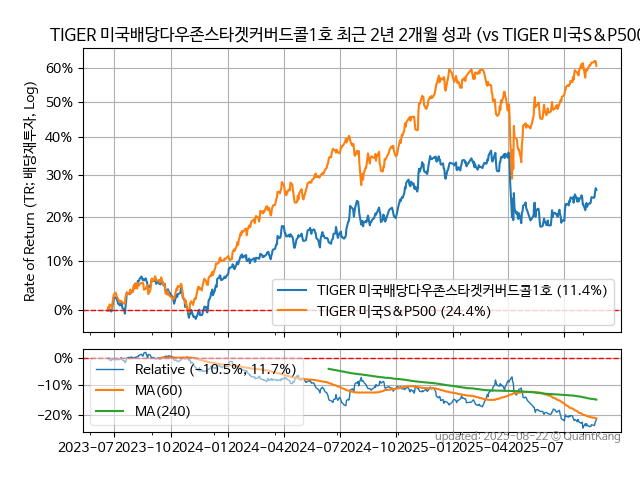 TIGER 미국배당다우존스타겟커버드콜1호 최근 2년 2개월 성과 (vs TIGER 미국S&P500
Rate of Return (TR: 배당재투자, Log)
60%
50%
40%
30%
20%
10%
0%
TIGER 미국배당다우존스타겟커버드콜1호 (11.4%)
TIGER 미국S&P500 (24.4%)
0%
−10%
−20%
Relative (−10.5%, 11.7%)
MA(60)
MA(240)
updated: 2025-08-22 © QuantKang
2023-07 2023-10 2024-01 2024-04 2024-07 2024-10 2025-01 2025-04 2025-07